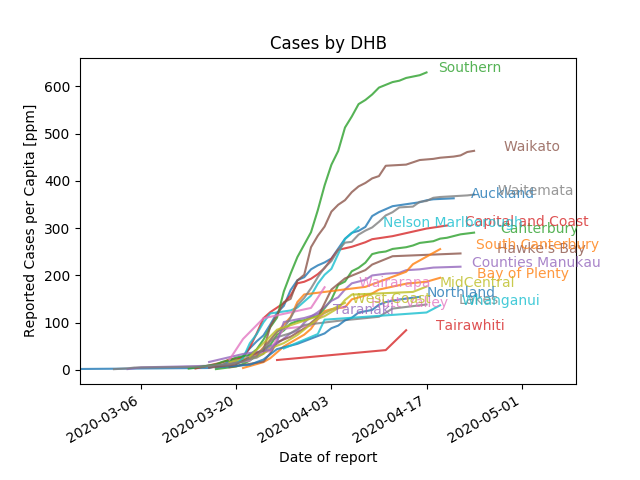 Cases by DHB
Reported Cases per Capita [ppm]
600
500
400
300
200
100
0
Southern
Waikato
Waitemata
Auckland
Capital and Coast
Nelson Marlborough
Canterbury
South Canterbury
Hawke's Bay
Counties Manukau
Bay of Plenty
MidCentral
Wairarapa
Northland
West Coast
Lakes
Whanganui
Taranaki
Tairawhiti
2020-03-06
2020-03-20
2020-04-03
2020-04-17
2020-05-01
Date of report